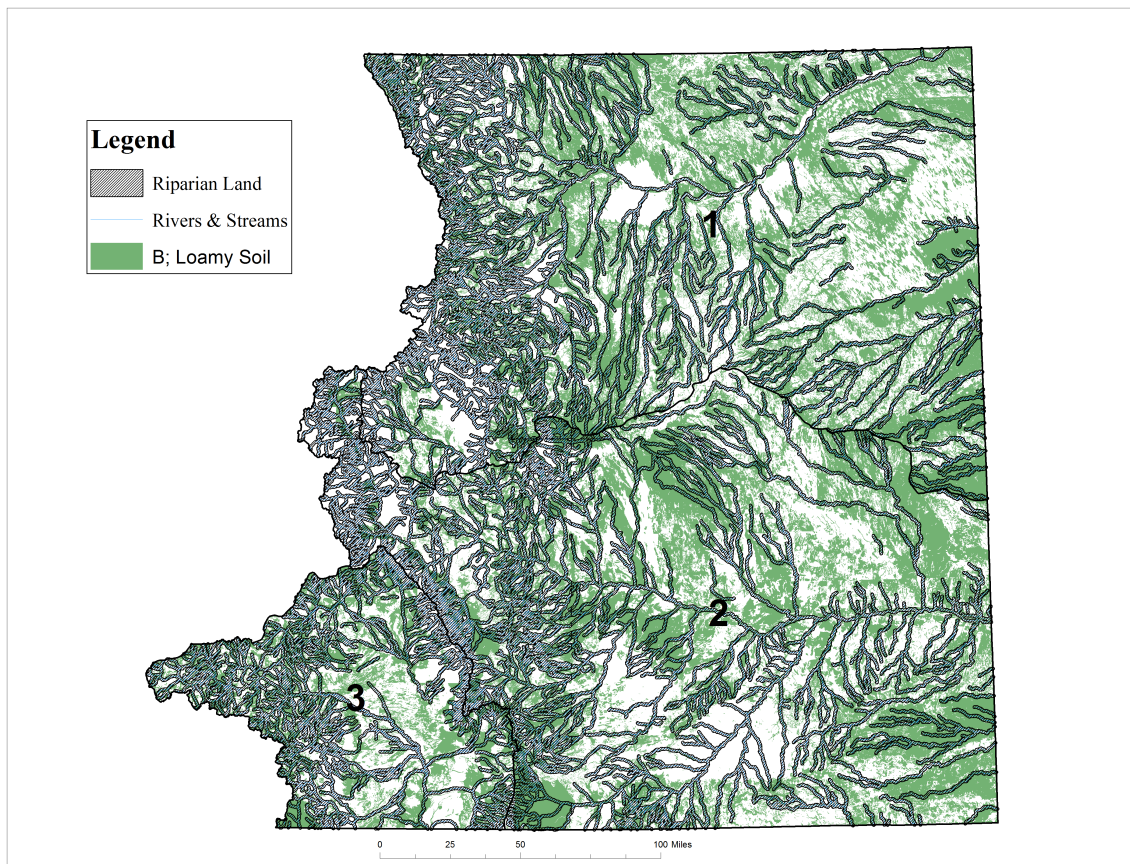 Legend
Riparian Land
Rivers & Streams
B; Loamy Soil
1
2
3
0 25 50 100 Miles